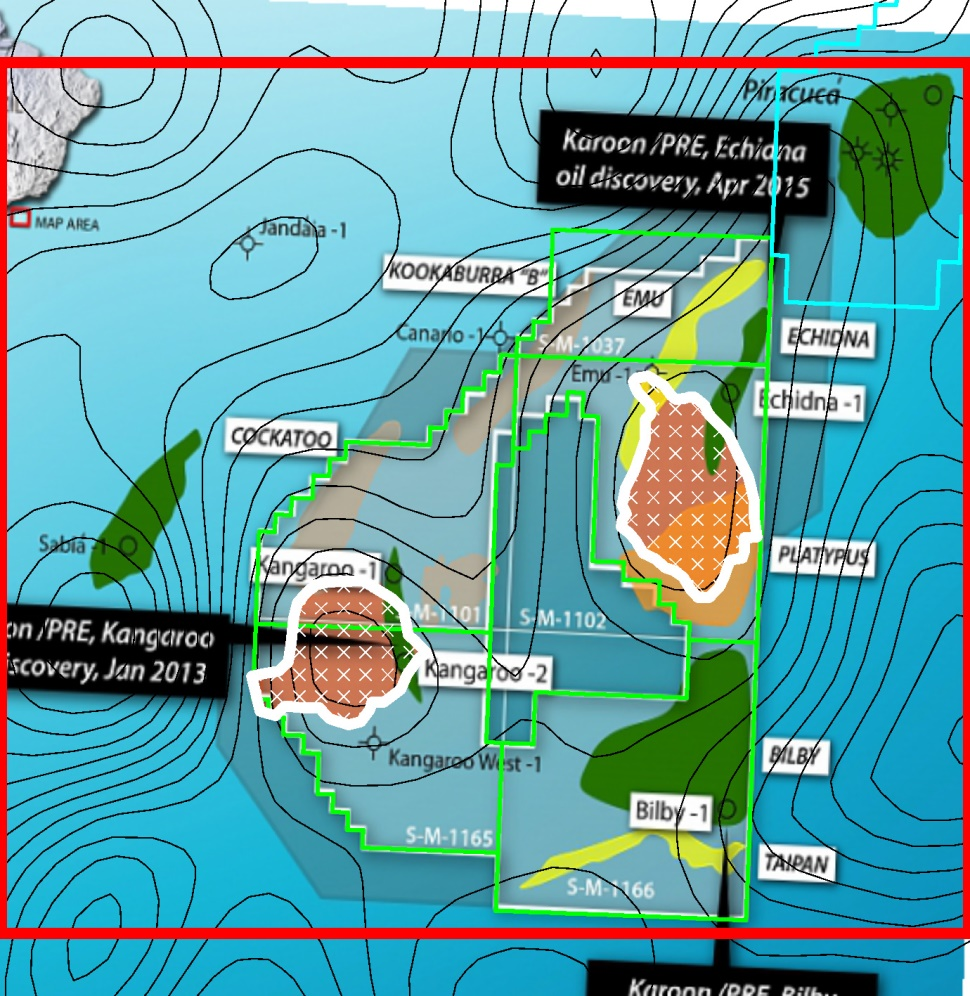 Piracucá
Karoon /PRE, Echidna
oil discovery, Apr 2015
MAP AREA
Jandaia -1
KOOKABURRA "B"
EMU
Canario -1
S-M-1037
ECHIDNA
Emu -1
Echidna -1
COCKATOO
Sabiá -1
PLATYPUS
Kangaroo -1
-M-1101
S-M-1102
on /PRE, Kangaroo
iscovery, Jan 2013
Kangaroo -2
Kangaroo West -1
BILBY
Bilby -1
S-M-1165
TAIPAN
S-M-1166
Karoon /PRE, Bilby